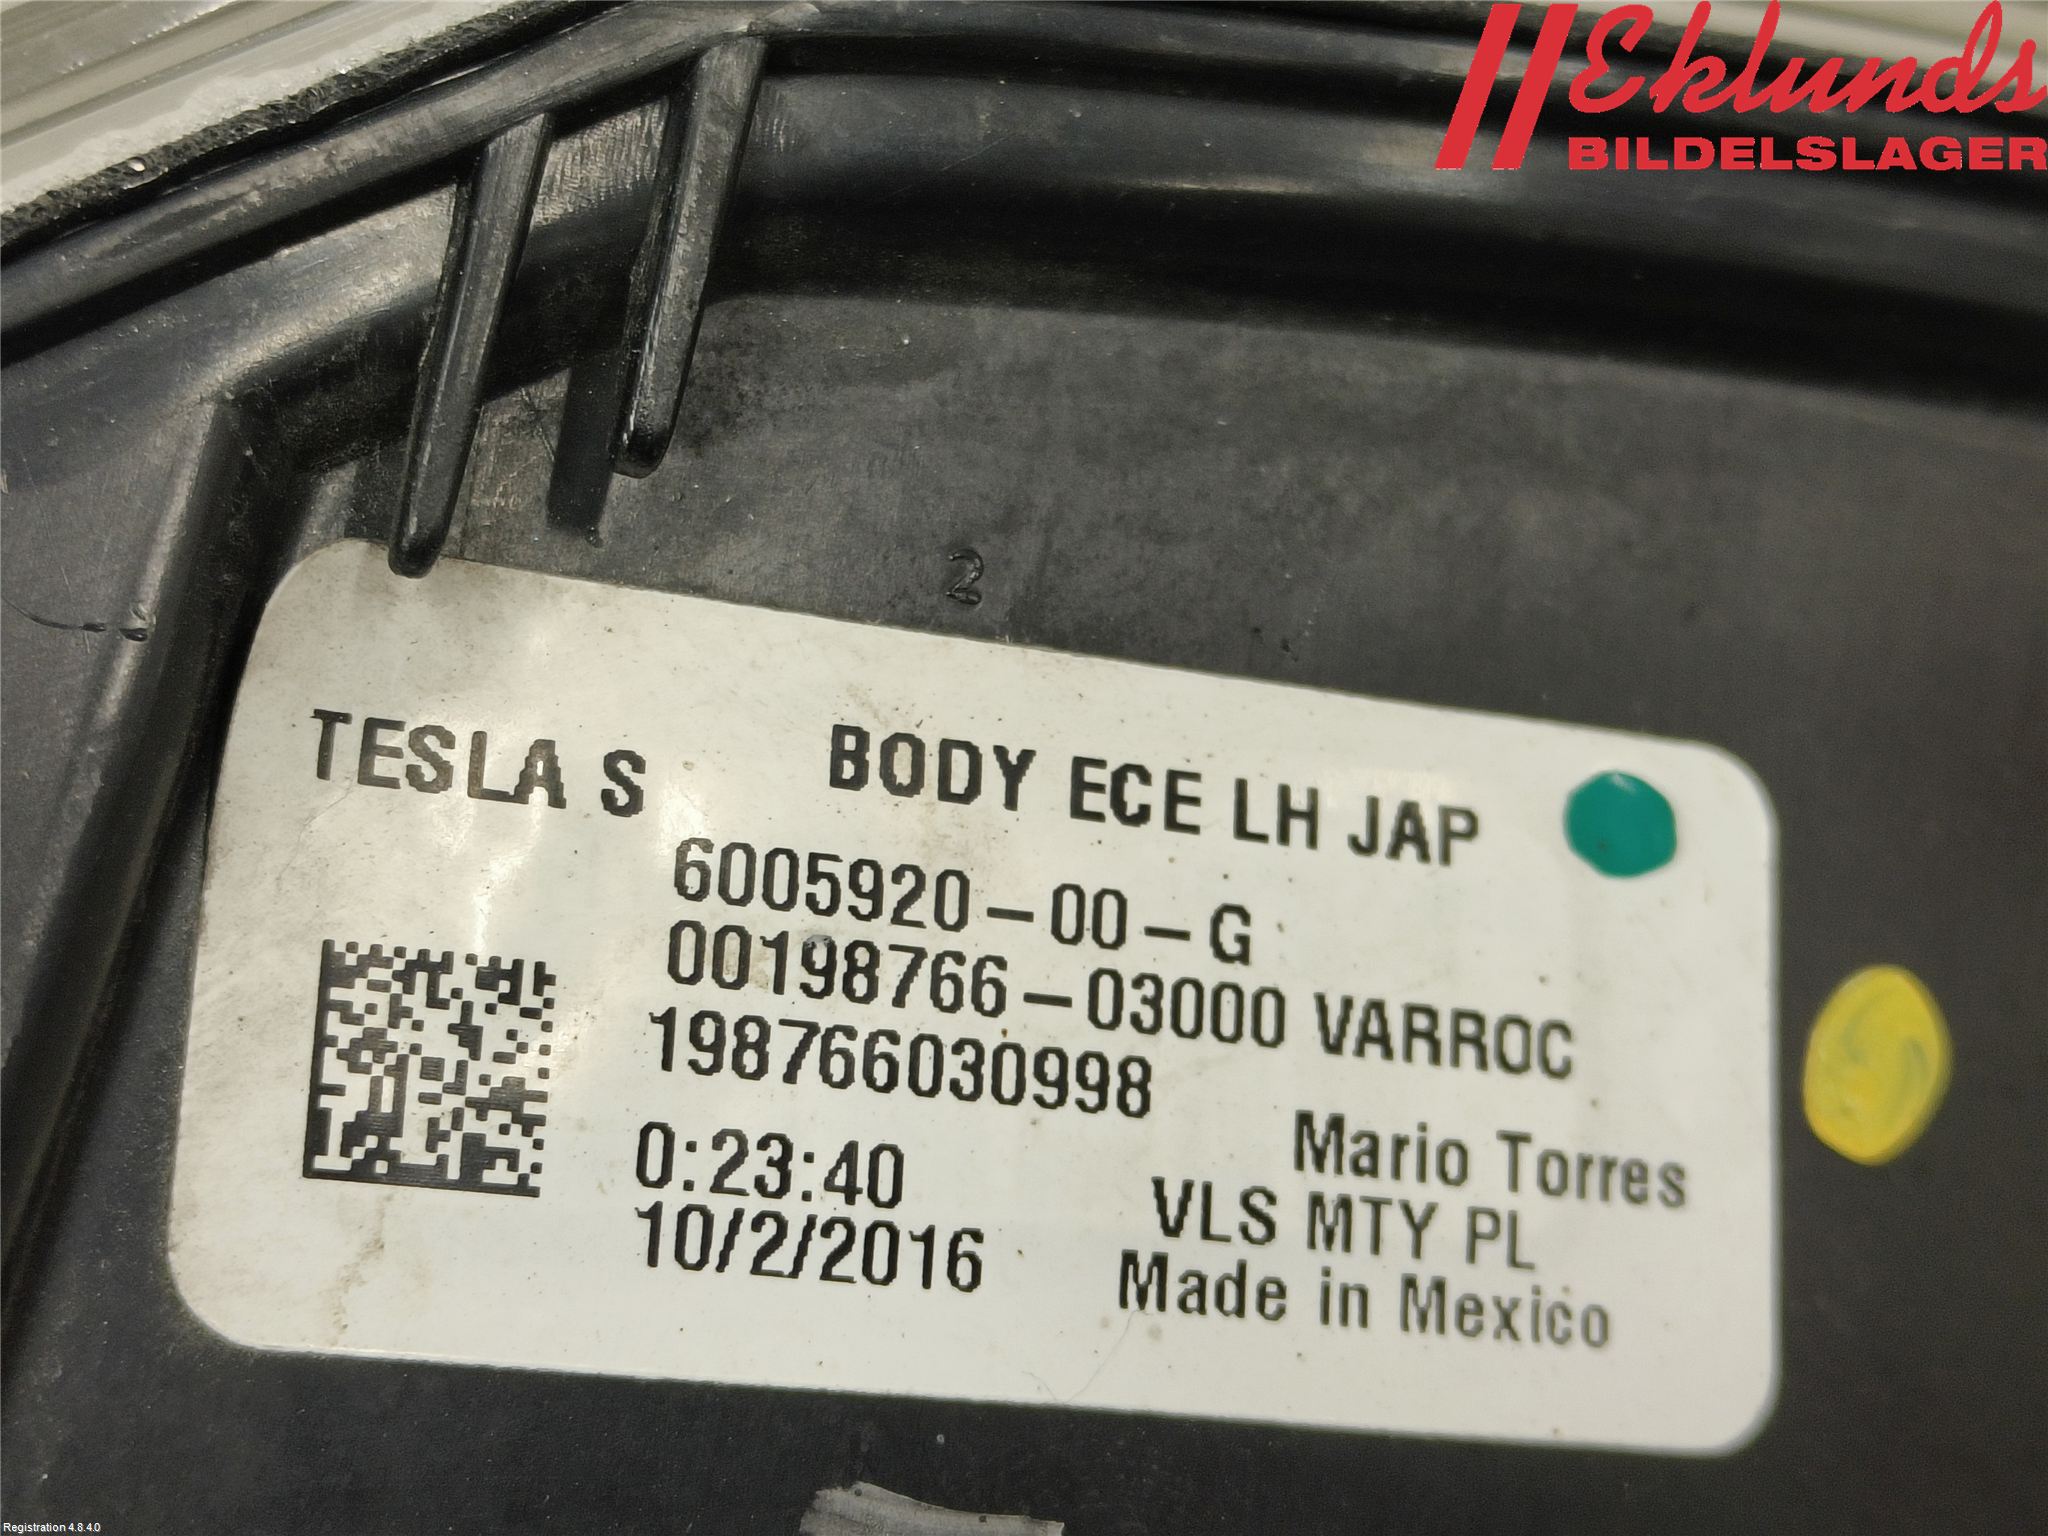 Eklunds
BILDELSLAGER
2
TESLA S BODY ECE LH JAP
6005920-00-G
00198766-03000 VARROC
198766030998
0:23:40 Mario Torres
10/2/2016 VLS MTY PL
Made in Mexico
Registration 4.8.4.0